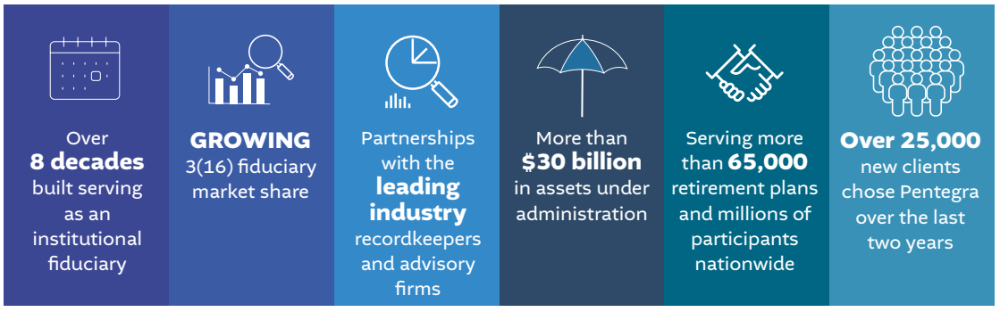 Over
8 decades
built serving
as an
institutional
fiduciary
GROWING
3(16) fiduciary
market share
Partnerships
with the
leading
industry
recordkeepers
and advisory
firms
More than
$30 billion
in assets under
administration
Serving more
than 65,000
retirement plans
and millions of
participants
nationwide
Over 25,000
new clients
chose Pentegra
over the last
two years